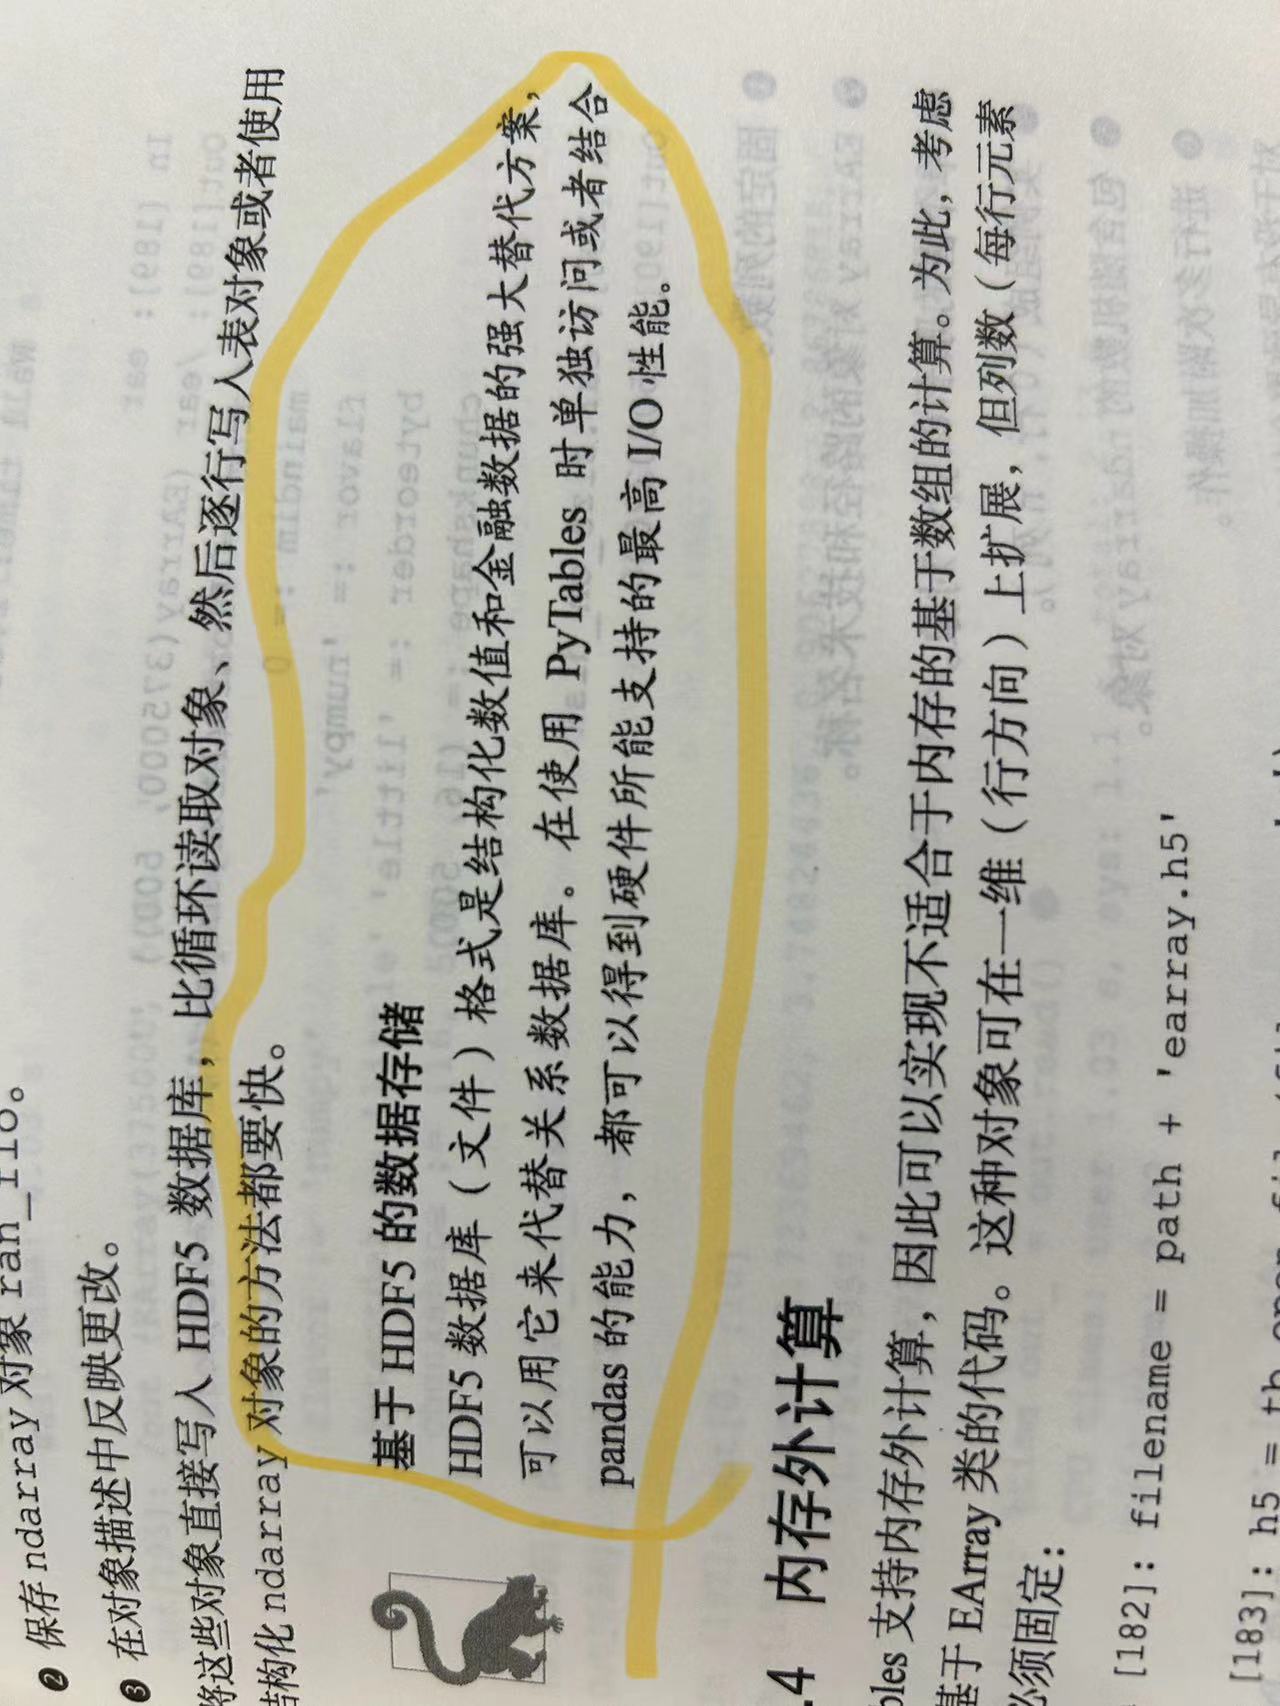 ❷ 保存 ndarray 对象 ran_
❸ 在对象描述中反映更改。
将这些对象直接写入 HDF5 数据库，比循环读取对象、然后逐行写入表对象或者使用
结构化 ndarray 对象的方法都要快。
基于 HDF5 的数据存储
HDF5 数据库（文件）格式是结构化数值和金融数据的强大替代方案，
可以用它来代替关系数据库。在使用 PyTables 时单独访问或者结合
pandas 的能力，都可以得到硬件所能支持的最高 I/O 性能。
.4 内存外计算
bles 支持内存外计算，因此可以实现不适合于内存的基于数组的计算。为此，考虑
基于 EArray 类的代码。这种对象可在一维（行方向）上扩展，但列数（每行元素
必须固定：
[182]: filename = path + 'earray.h5'
[183]: h5 =